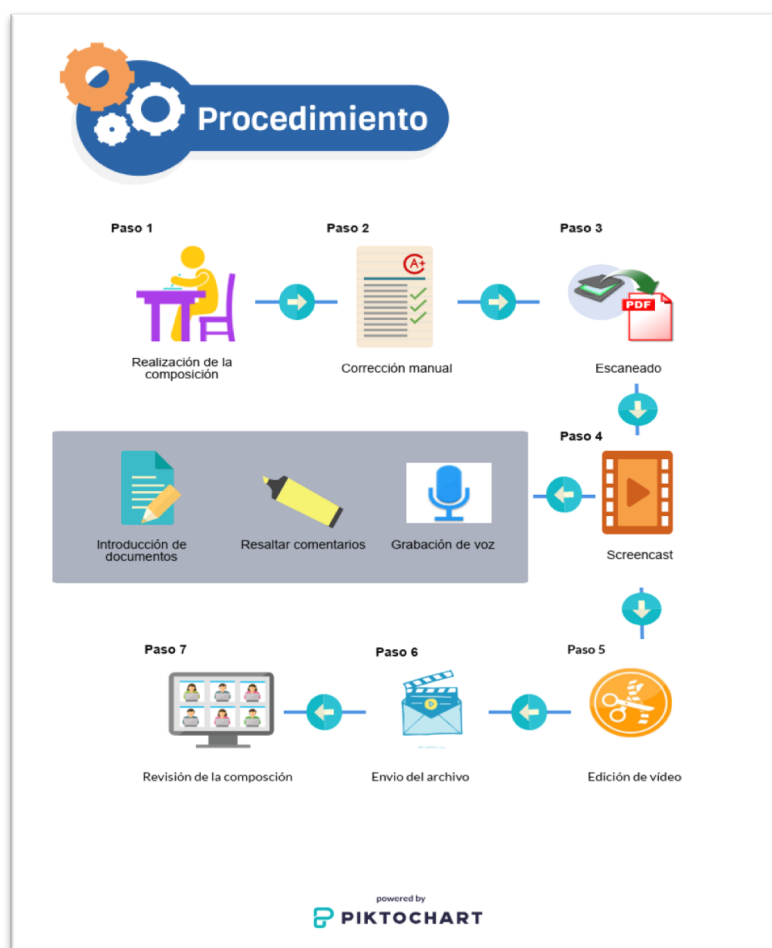 Procedimiento
Paso 1
Paso 2
Paso 3
A+
PDF
Realización de la
composición
Corrección manual
Escaneado
Paso 4
Introducción de
documentos
Resaltar comentarios
Grabación de voz
Screencast
Paso 7
Paso 6
Paso 5
Revisión de la composción
Envio del archivo
Edición de vídeo
powered by
PIKTOCHART